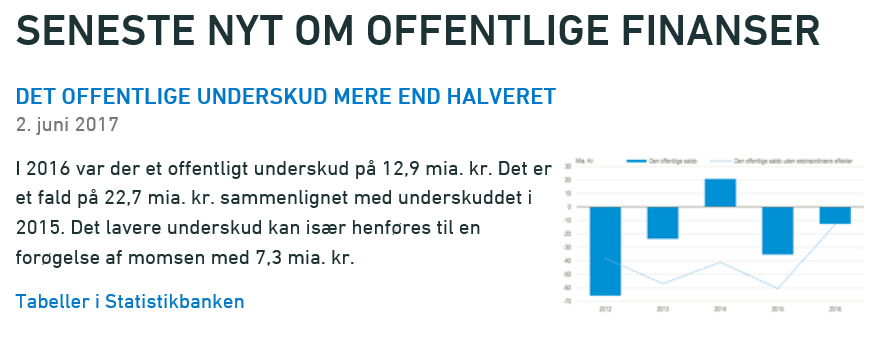 SENESTE NYT OM OFFENTLIGE FINANSER
DET OFFENTLIGE UNDERSKUD MERE END HALVERET
2. juni 2017
I 2016 var der et offentligt underskud på 12,9 mia. kr. Det er
et fald på 22,7 mia. kr. sammenlignet med underskuddet i
2015. Det lavere underskud kan især henføres til en
forøgelse af momsen med 7,3 mia. kr.
Tabeller i Statistikbanken
Mia. Kr.
Den offentlige saldo
Den offentlige saldo uden ekstraordinære effekter
30
20
10
0
-10
-20
-30
-40
-50
-60
-70
2012
2013
2014
2015
2016